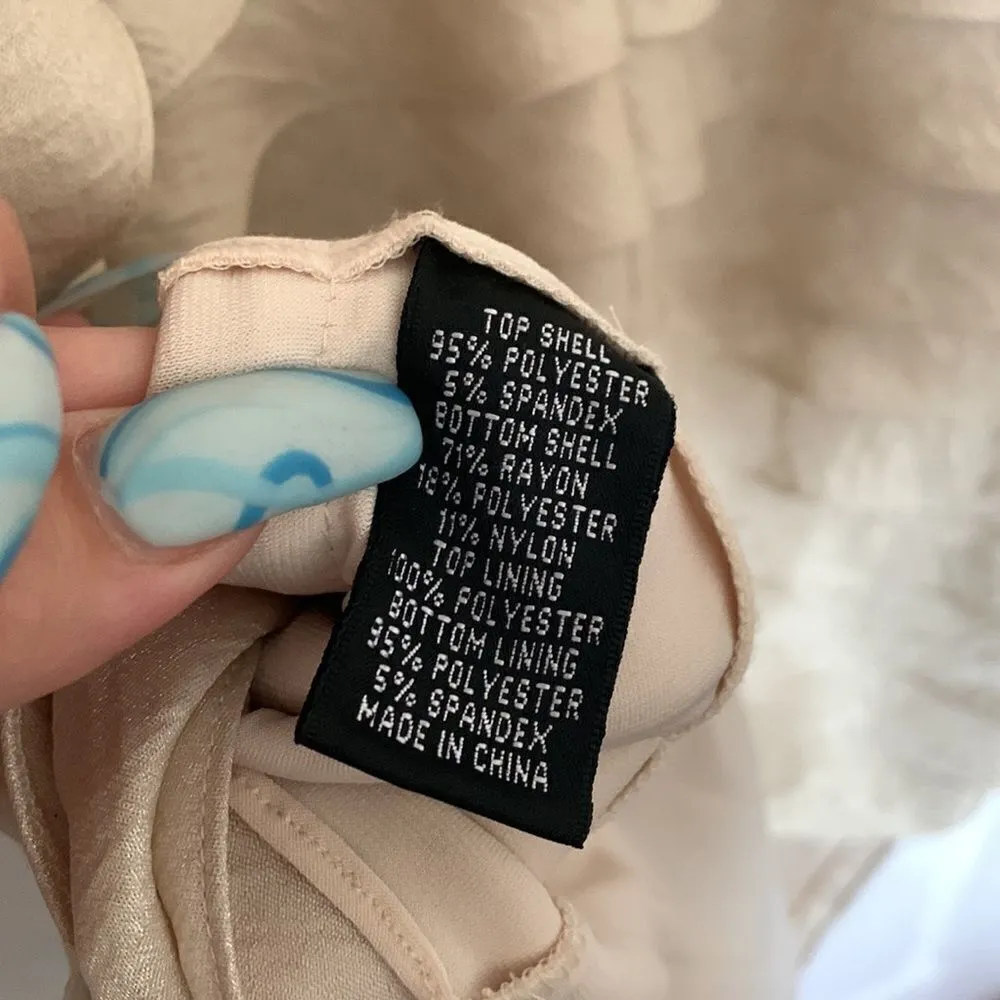 TOP SHELL
95% POLYESTER
5% SPANDEX
BOTTOM SHELL
71% RAYON
18% POLYESTER
11% NYLON
TOP LINING
100% POLYESTER
BOTTOM LINING
95% POLYESTER
5% SPANDEX
MADE IN CHINA